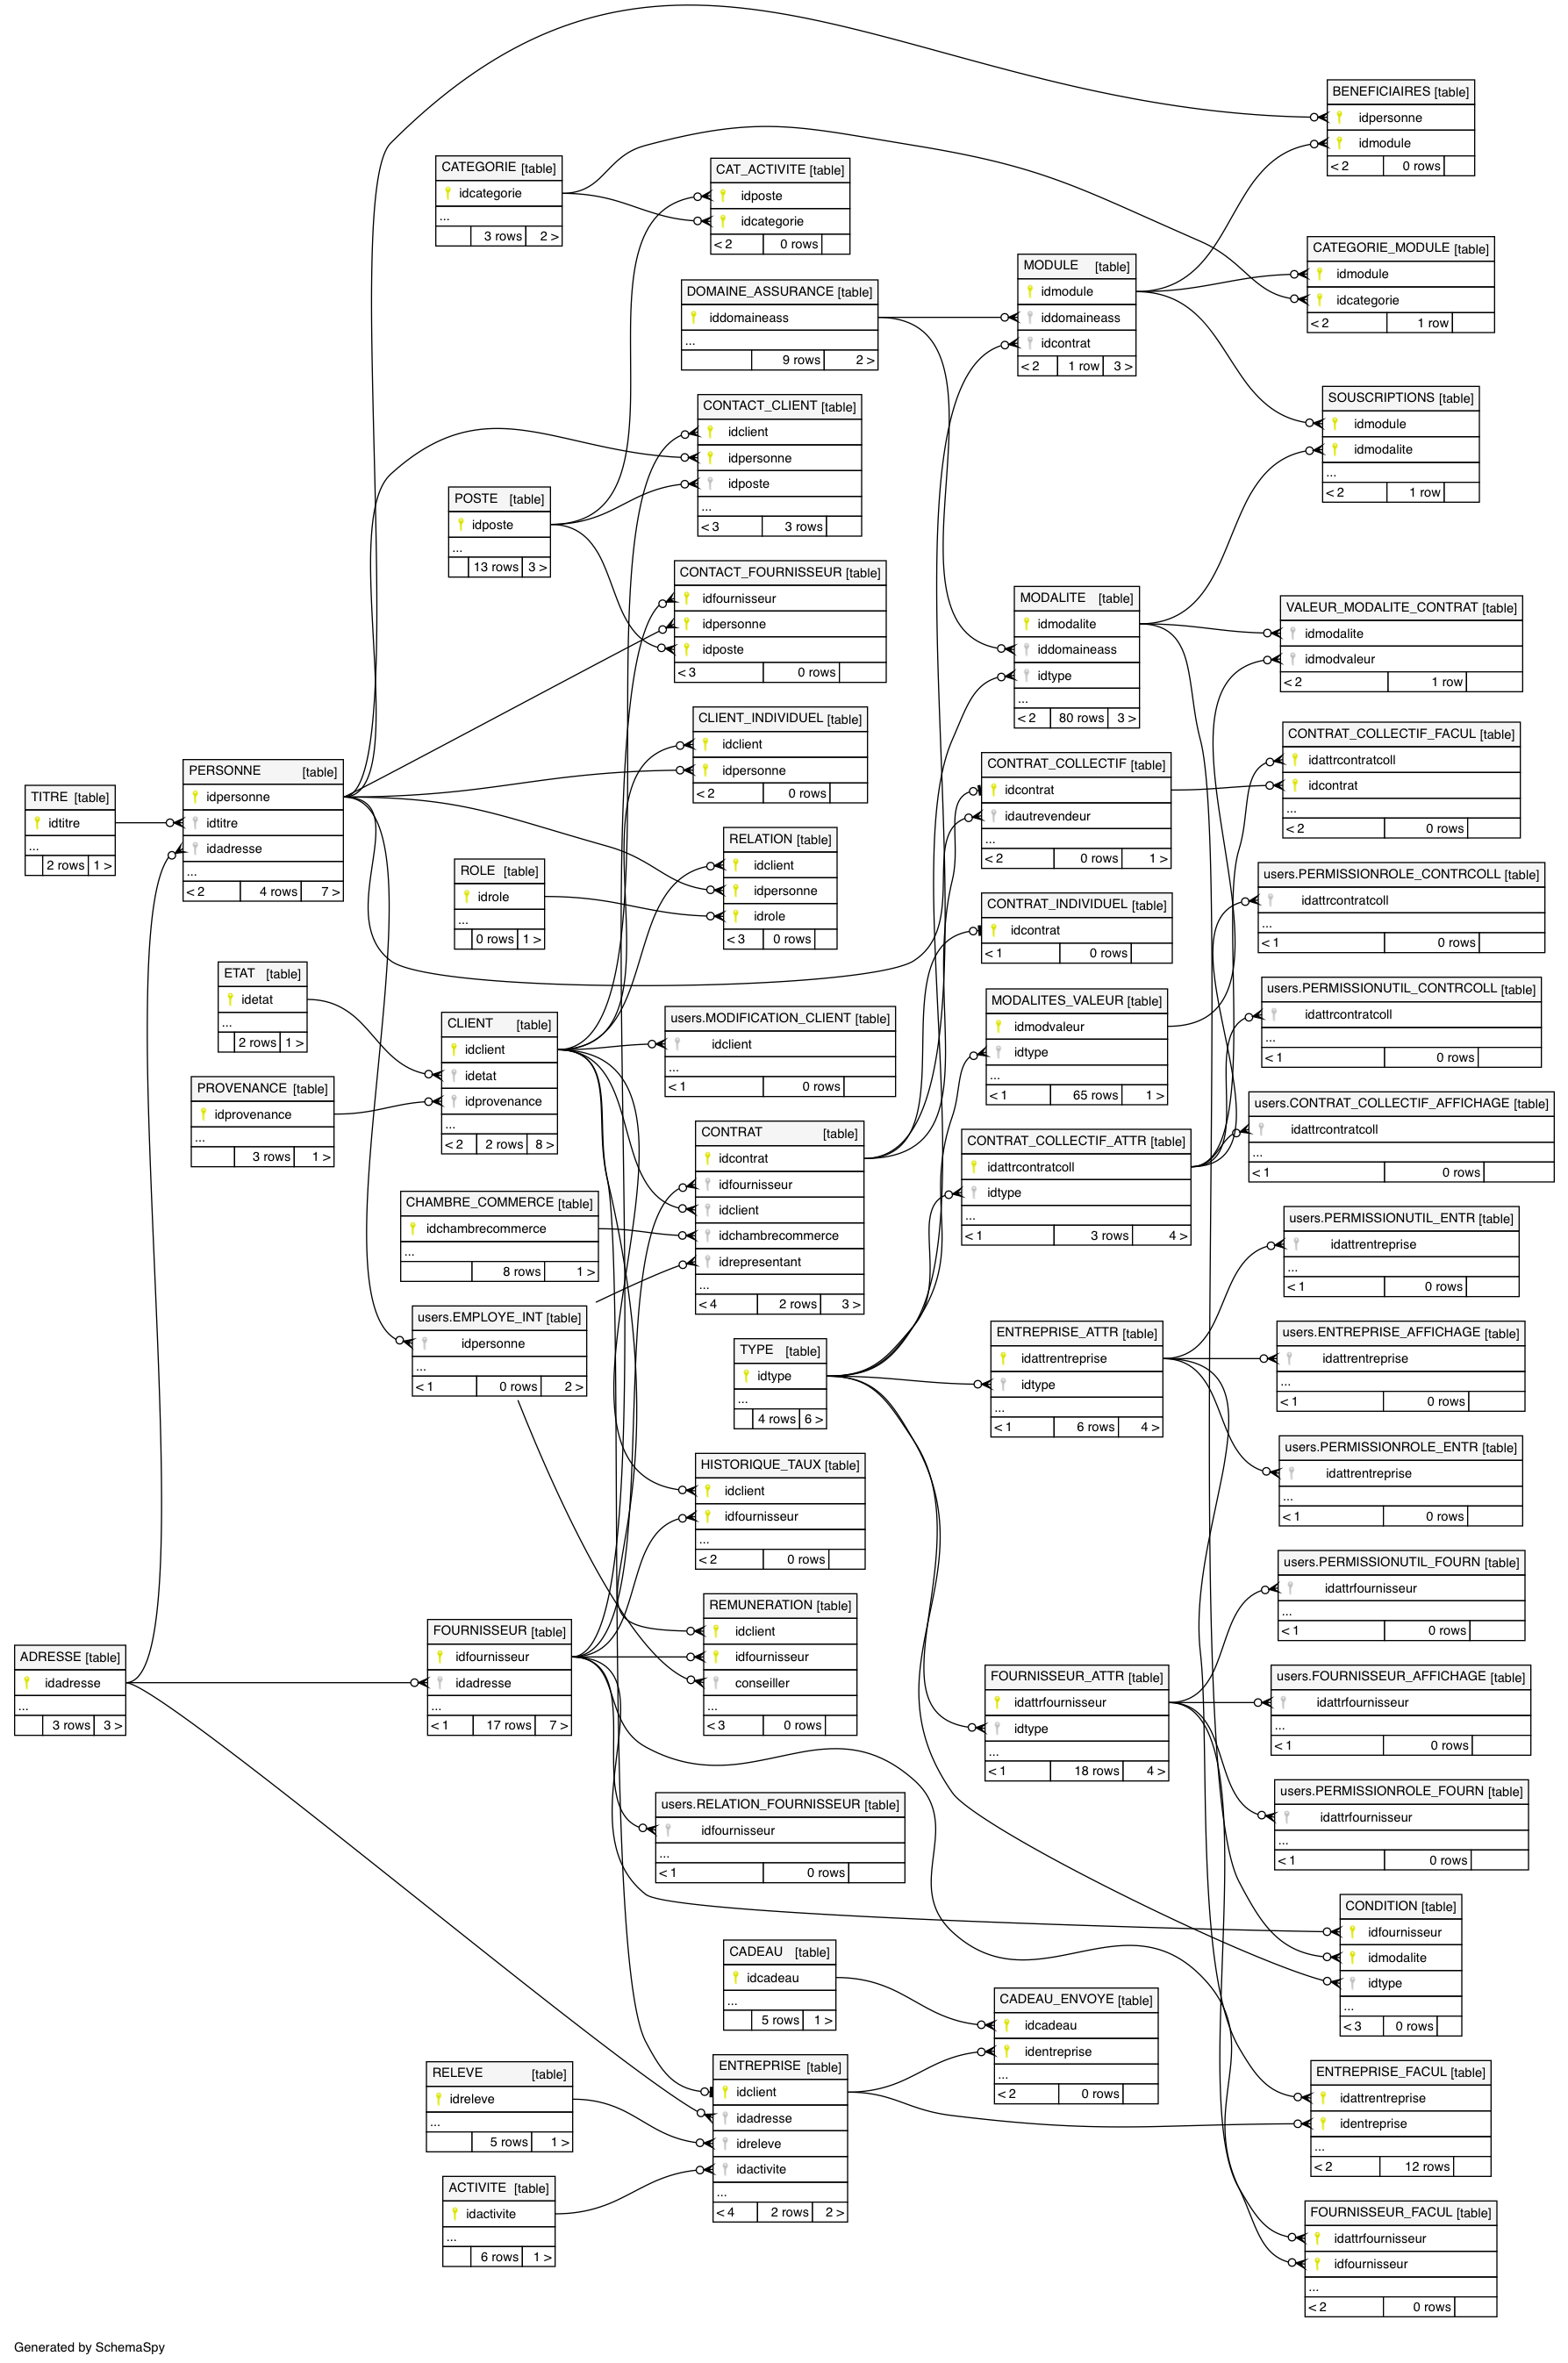 BENEFICIAIRES [table]
idpersonne
idmodule
< 2 0 rows
CATEGORIE [table]
idcategorie
...
3 rows 2 >
CAT_ACTIVITE [table]
idposte
idcategorie
< 2 0 rows
CATEGORIE_MODULE [table]
idmodule
idcategorie
< 2 1 row
MODULE [table]
idmodule
iddomaineass
idcontrat
< 2 1 row 3 >
DOMAINE_ASSURANCE [table]
iddomaineass
...
9 rows 2 >
SOUSCRIPTIONS [table]
idmodule
idmodalite
...
< 2 1 row
CONTACT_CLIENT [table]
idclient
idpersonne
idposte
...
< 3 3 rows
POSTE [table]
idposte
...
13 rows 3 >
CONTACT_FOURNISSEUR [table]
idfournisseur
idpersonne
idposte
< 3 0 rows
MODALITE [table]
idmodalite
iddomaineass
idtype
...
< 2 80 rows 3 >
VALEUR_MODALITE_CONTRAT [table]
idmodalite
idmodvaleur
< 2 1 row
CLIENT_INDIVIDUEL [table]
idclient
idpersonne
< 2 0 rows
CONTRAT_COLLECTIF_FACUL [table]
idattrcontratcoll
idcontrat
...
< 2 0 rows
CONTRAT_COLLECTIF [table]
idcontrat
idautrevendeur
...
< 2 0 rows 1 >
PERSONNE [table]
idpersonne
idtitre
idadresse
...
< 2 4 rows 7 >
TITRE [table]
idtitre
...
2 rows 1 >
RELATION [table]
idclient
idpersonne
idrole
< 3 0 rows
ROLE [table]
idrole
...
0 rows 1 >
users.PERMISSIONROLE_CONTRCOLL [table]
idattrcontratcoll
...
< 1 0 rows
CONTRAT_INDIVIDUEL [table]
idcontrat
< 1 0 rows
ETAT [table]
idetat
...
2 rows 1 >
users.PERMISSIONUTIL_CONTRCOLL [table]
idattrcontratcoll
...
< 1 0 rows
MODALITES_VALEUR [table]
idmodvaleur
idtype
...
< 1 65 rows 1 >
users.MODIFICATION_CLIENT [table]
idclient
...
< 1 0 rows
CLIENT [table]
idclient
idetat
idprovenance
...
< 2 2 rows 8 >
PROVENANCE [table]
idprovenance
...
3 rows 1 >
users.CONTRAT_COLLECTIF_AFFICHAGE [table]
idattrcontratcoll
...
< 1 0 rows
CONTRAT [table]
idcontrat
idfournisseur
idclient
idchambrecommerce
idrepresentant
...
< 4 2 rows 3 >
CONTRAT_COLLECTIF_ATTR [table]
idattrcontratcoll
idtype
...
< 1 3 rows 4 >
CHAMBRE_COMMERCE [table]
idchambrecommerce
...
8 rows 1 >
users.PERMISSIONUTIL_ENTR [table]
idattrentreprise
...
< 1 0 rows
users.EMPLOYE_INT [table]
idpersonne
...
< 1 0 rows 2 >
TYPE [table]
idtype
...
4 rows 6 >
ENTREPRISE_ATTR [table]
idattrentreprise
idtype
...
< 1 6 rows 4 >
users.ENTREPRISE_AFFICHAGE [table]
idattrentreprise
...
< 1 0 rows
users.PERMISSIONROLE_ENTR [table]
idattrentreprise
...
< 1 0 rows
HISTORIQUE_TAUX [table]
idclient
idfournisseur
...
< 2 0 rows
users.PERMISSIONUTIL_FOURN [table]
idattrfournisseur
...
< 1 0 rows
REMUNERATION [table]
idclient
idfournisseur
conseiller
...
< 3 0 rows
FOURNISSEUR [table]
idfournisseur
idadresse
...
< 1 17 rows 7 >
ADRESSE [table]
idadresse
...
3 rows 3 >
FOURNISSEUR_ATTR [table]
idattrfournisseur
idtype
...
< 1 18 rows 4 >
users.FOURNISSEUR_AFFICHAGE [table]
idattrfournisseur
...
< 1 0 rows
users.PERMISSIONROLE_FOURN [table]
idattrfournisseur
...
< 1 0 rows
users.RELATION_FOURNISSEUR [table]
idfournisseur
...
< 1 0 rows
CONDITION [table]
idfournisseur
idmodalite
idtype
...
< 3 0 rows
CADEAU [table]
idcadeau
...
5 rows 1 >
CADEAU_ENVOYE [table]
idcadeau
identreprise
...
< 2 0 rows
ENTREPRISE [table]
idclient
idadresse
idreleve
idactivite
...
< 4 2 rows 2 >
RELEVE [table]
idreleve
...
5 rows 1 >
ENTREPRISE_FACUL [table]
idattrentreprise
identreprise
...
< 2 12 rows
ACTIVITE [table]
idactivite
...
6 rows 1 >
FOURNISSEUR_FACUL [table]
idattrfournisseur
idfournisseur
...
< 2 0 rows
Generated by SchemaSpy